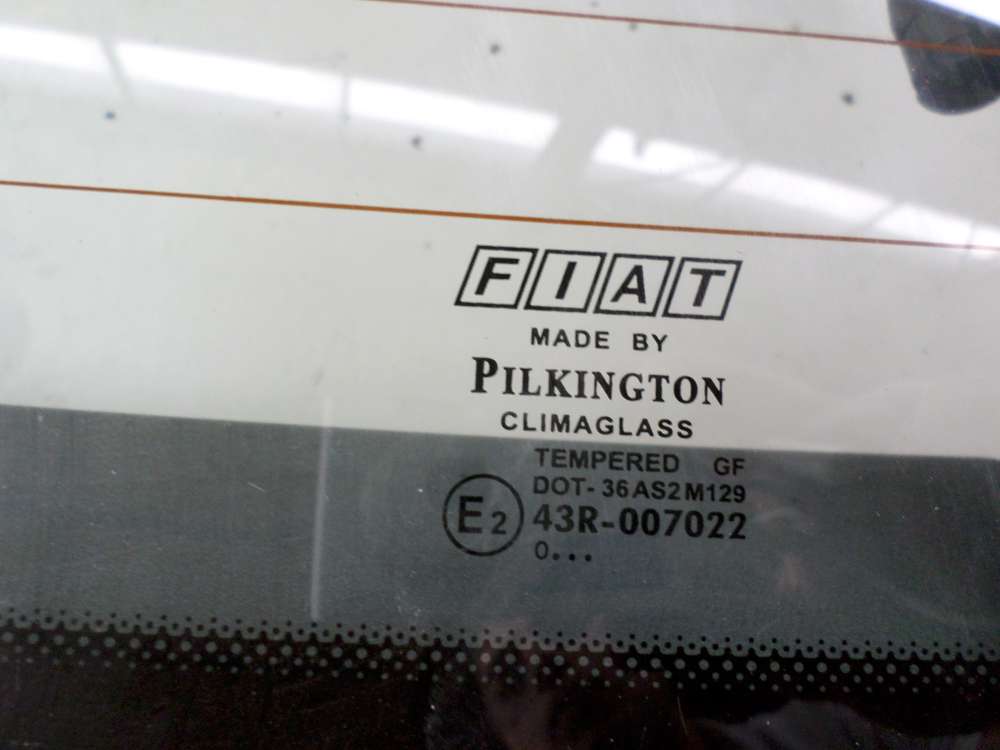 FIAT
MADE BY
PILKINGTON
CLIMAGLASS
TEMPERED GF
DOT-36AS2M129
E2 43R-007022
0...